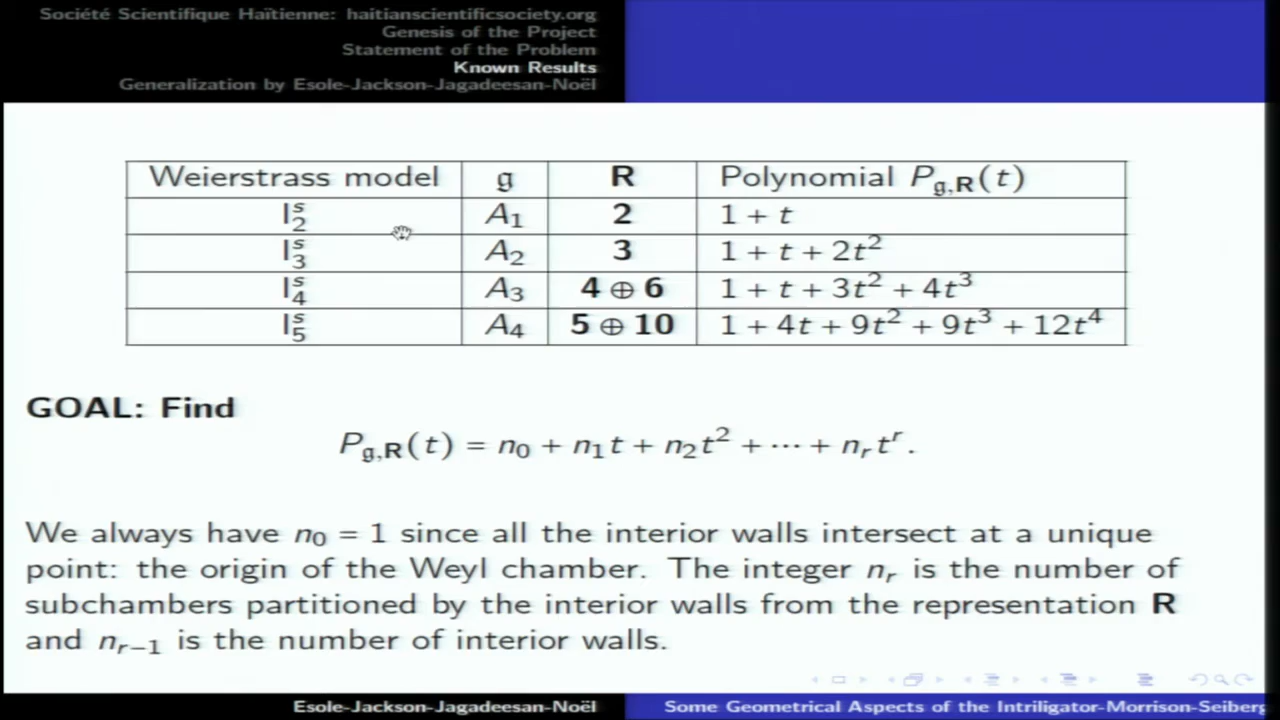 Société Scientifique Haïtienne: haitianscientificsociety.org
Genesis of the Project
Statement of the Problem
Known Results
Generalization by Esole-Jackson-Jagadeesan-Noël
Weierstrass model 𝔤 R Polynomial P_{𝔤,R}(t)
I₂ˢ A₁ 2 1 + t
I₃ˢ A₂ 3 1 + t + 2t²
I₄ˢ A₃ 4 ⊕ 6 1 + t + 3t² + 4t³
I₅ˢ A₄ 5 ⊕ 10 1 + 4t + 9t² + 9t³ + 12t⁴
GOAL: Find
P_{𝔤,R}(t) = n₀ + n₁t + n₂t² + ··· + n_r t^r.
We always have n₀ = 1 since all the interior walls intersect at a unique
point: the origin of the Weyl chamber. The integer n_r is the number of
subchambers partitioned by the interior walls from the representation R
and n_{r−1} is the number of interior walls.
Esole-Jackson-Jagadeesan-Noël
Some Geometrical Aspects of the Intriligator-Morrison-Seiberg